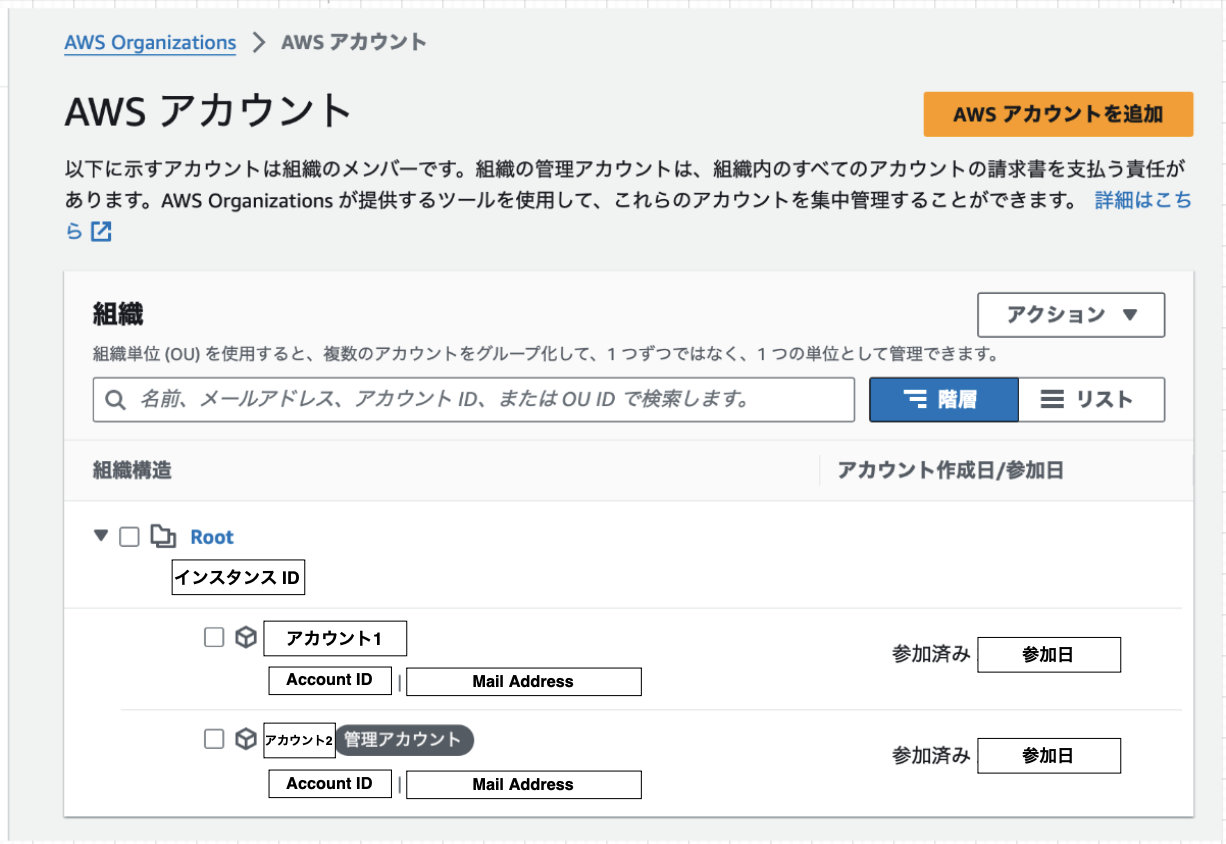 AWS Organizations > AWS アカウント
AWS アカウント
AWS アカウントを追加
以下に示すアカウントは組織のメンバーです。組織の管理アカウントは、組織内のすべてのアカウントの請求書を支払う責任が
あります。AWS Organizations が提供するツールを使用して、これらのアカウントを集中管理することができます。 詳細はこち
ら
組織
アクション ▼
組織単位 (OU) を使用すると、複数のアカウントをグループ化して、1 つずつではなく、1 つの単位として管理できます。
名前、メールアドレス、アカウント ID、または OU ID で検索します。
階層
リスト
組織構造
アカウント作成日/参加日
Root
インスタンス ID
アカウント1
参加済み 参加日
Account ID | Mail Address
アカウント2 管理アカウント
参加済み 参加日
Account ID | Mail Address